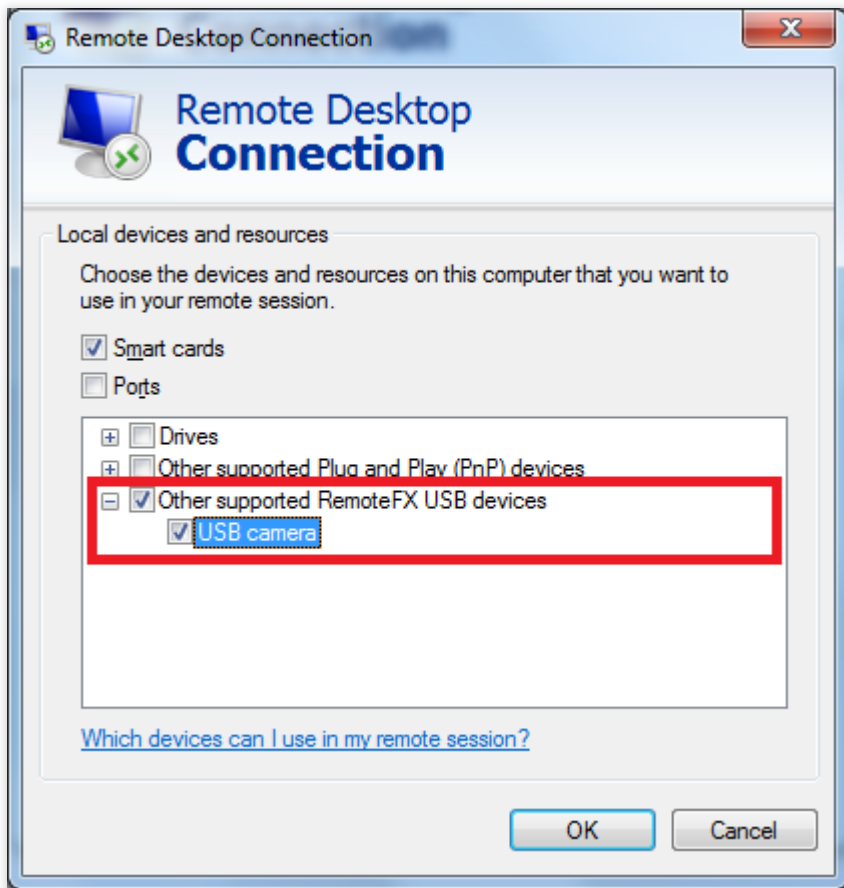 Remote Desktop Connection
Remote Desktop
Connection
Local devices and resources
Choose the devices and resources on this computer that you want to
use in your remote session.
Smart cards
Ports
Drives
Other supported Plug and Play (PnP) devices
Other supported RemoteFX USB devices
USB camera
Which devices can I use in my remote session?
OK
Cancel